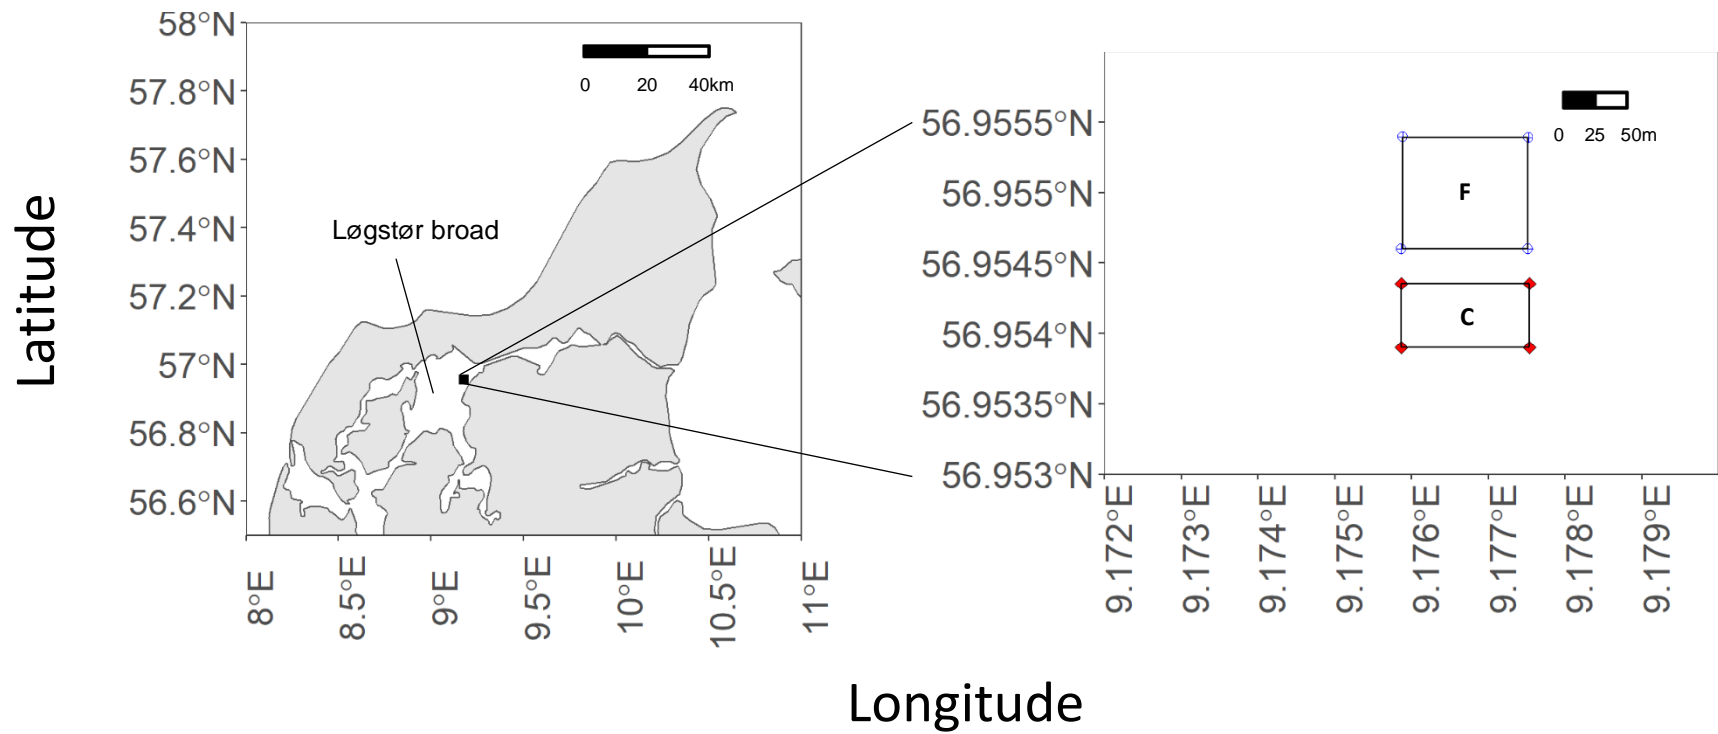 Latitude
58°N
57.8°N
57.6°N
57.4°N
57.2°N
57°N
56.8°N
56.6°N
0 20 40km
Løgstør broad
8°E
8.5°E
9°E
9.5°E
10°E
10.5°E
11°E
56.9555°N
56.955°N
56.9545°N
56.954°N
56.9535°N
56.953°N
0 25 50m
F
C
9.172°E
9.173°E
9.174°E
9.175°E
9.176°E
9.177°E
9.178°E
9.179°E
Longitude